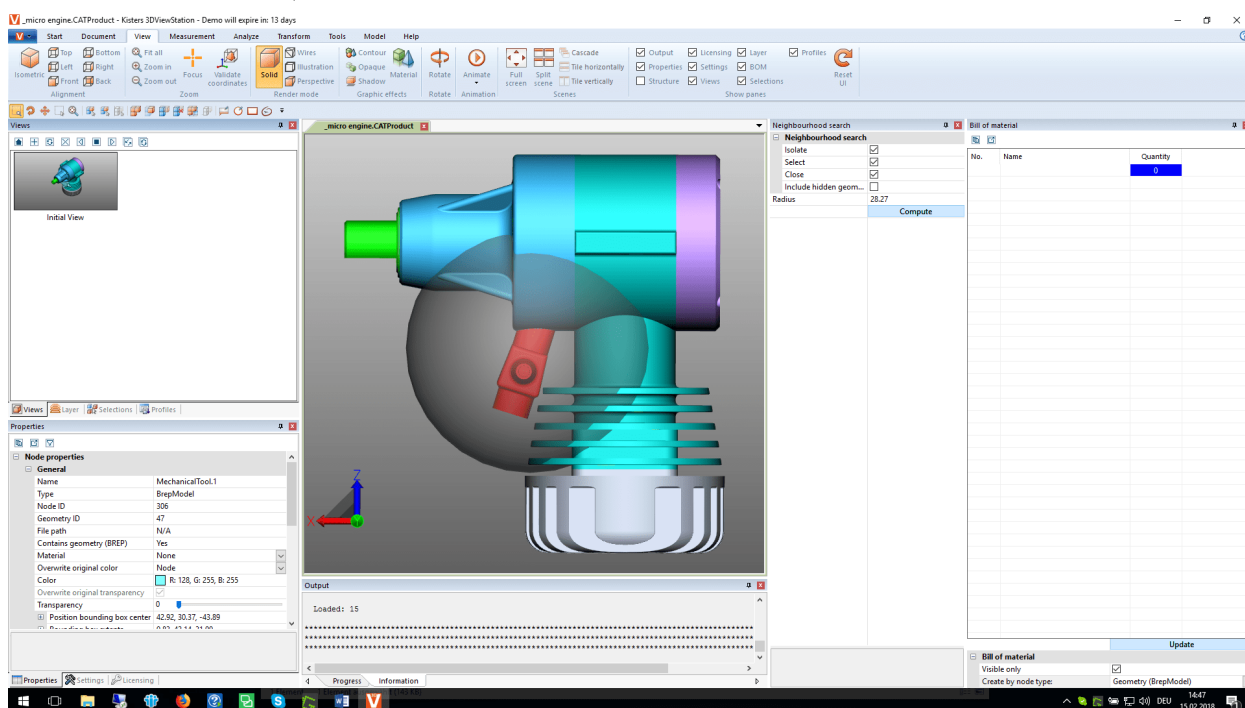 _micro engine.CATProduct - Kisters 3DViewStation - Demo will expire in: 13 days
Start Document View Measurement Analyze Transform Tools Model Help
Isometric Top Bottom Left Right Front Back
Alignment
Fit all Zoom in Zoom out Focus Validate coordinates
Zoom
Solid Wires Illustration Perspective
Render mode
Contour Opaque Shadow Material
Graphic effects
Rotate
Rotate
Animate
Animation
Full screen Split scene Cascade Tile horizontally Tile vertically
Scenes
Output Licensing Layer Profiles
Properties Settings BOM
Structure Views Selections
Show panes
Reset UI
Views
Initial View
Views Layer Selections Profiles
Properties
Node properties
General
Name MechanicalTool.1
Type BrepModel
Node ID 306
Geometry ID 47
File path N/A
Contains geometry (BREP) Yes
Material None
Overwrite original color Node
Color R: 128, G: 255, B: 255
Overwrite original transparency
Transparency 0
Position bounding box center 42.92, 30.37, -43.89
Properties Settings Licensing
_micro engine.CATProduct
Z
X
Output
Loaded: 15
Progress Information
Neighbourhood search
Neighbourhood search
Isolate
Select
Close
Include hidden geom...
Radius 28.27
Compute
Bill of material
No. Name Quantity
0
Update
Bill of material
Visible only
Create by node type: Geometry (BrepModel)
DEU
14:47
15.02.2018